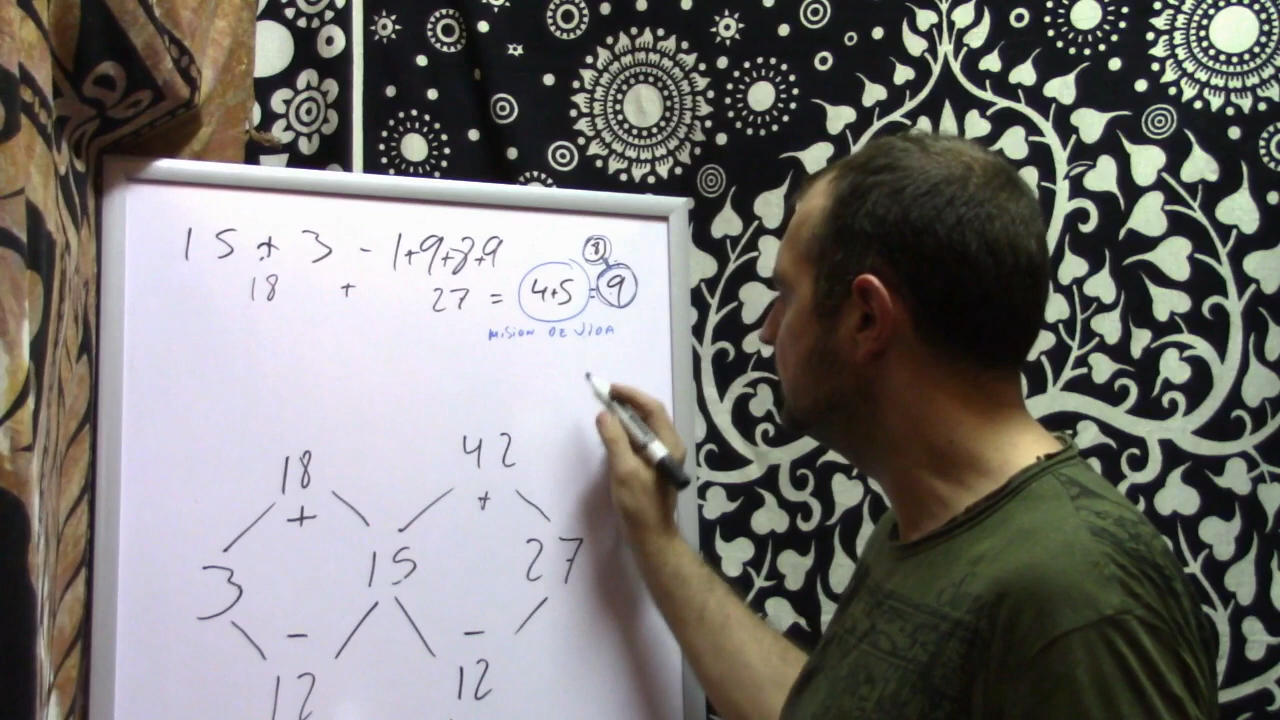 15 + 3 - 1+9+8+9
8
18 + 27 = 4+5 = 9
MISION DE VIDA
18 42
+ +
3 15 27
- -
12 12